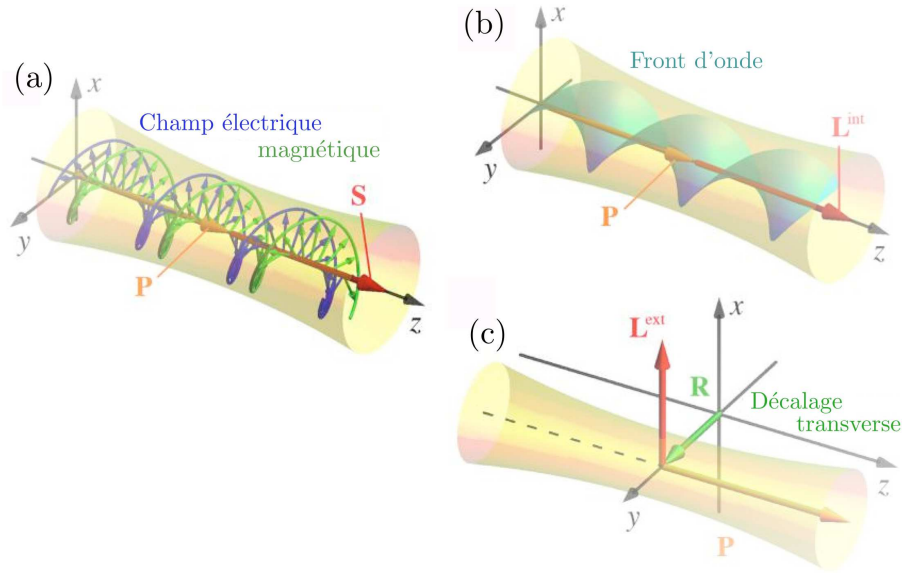 (a)
x
Champ électrique
magnétique
S
P
y
z
(b)
x
Front d'onde
L^int
y
P
z
(c)
L^ext
x
R
Décalage
transverse
z
y
P